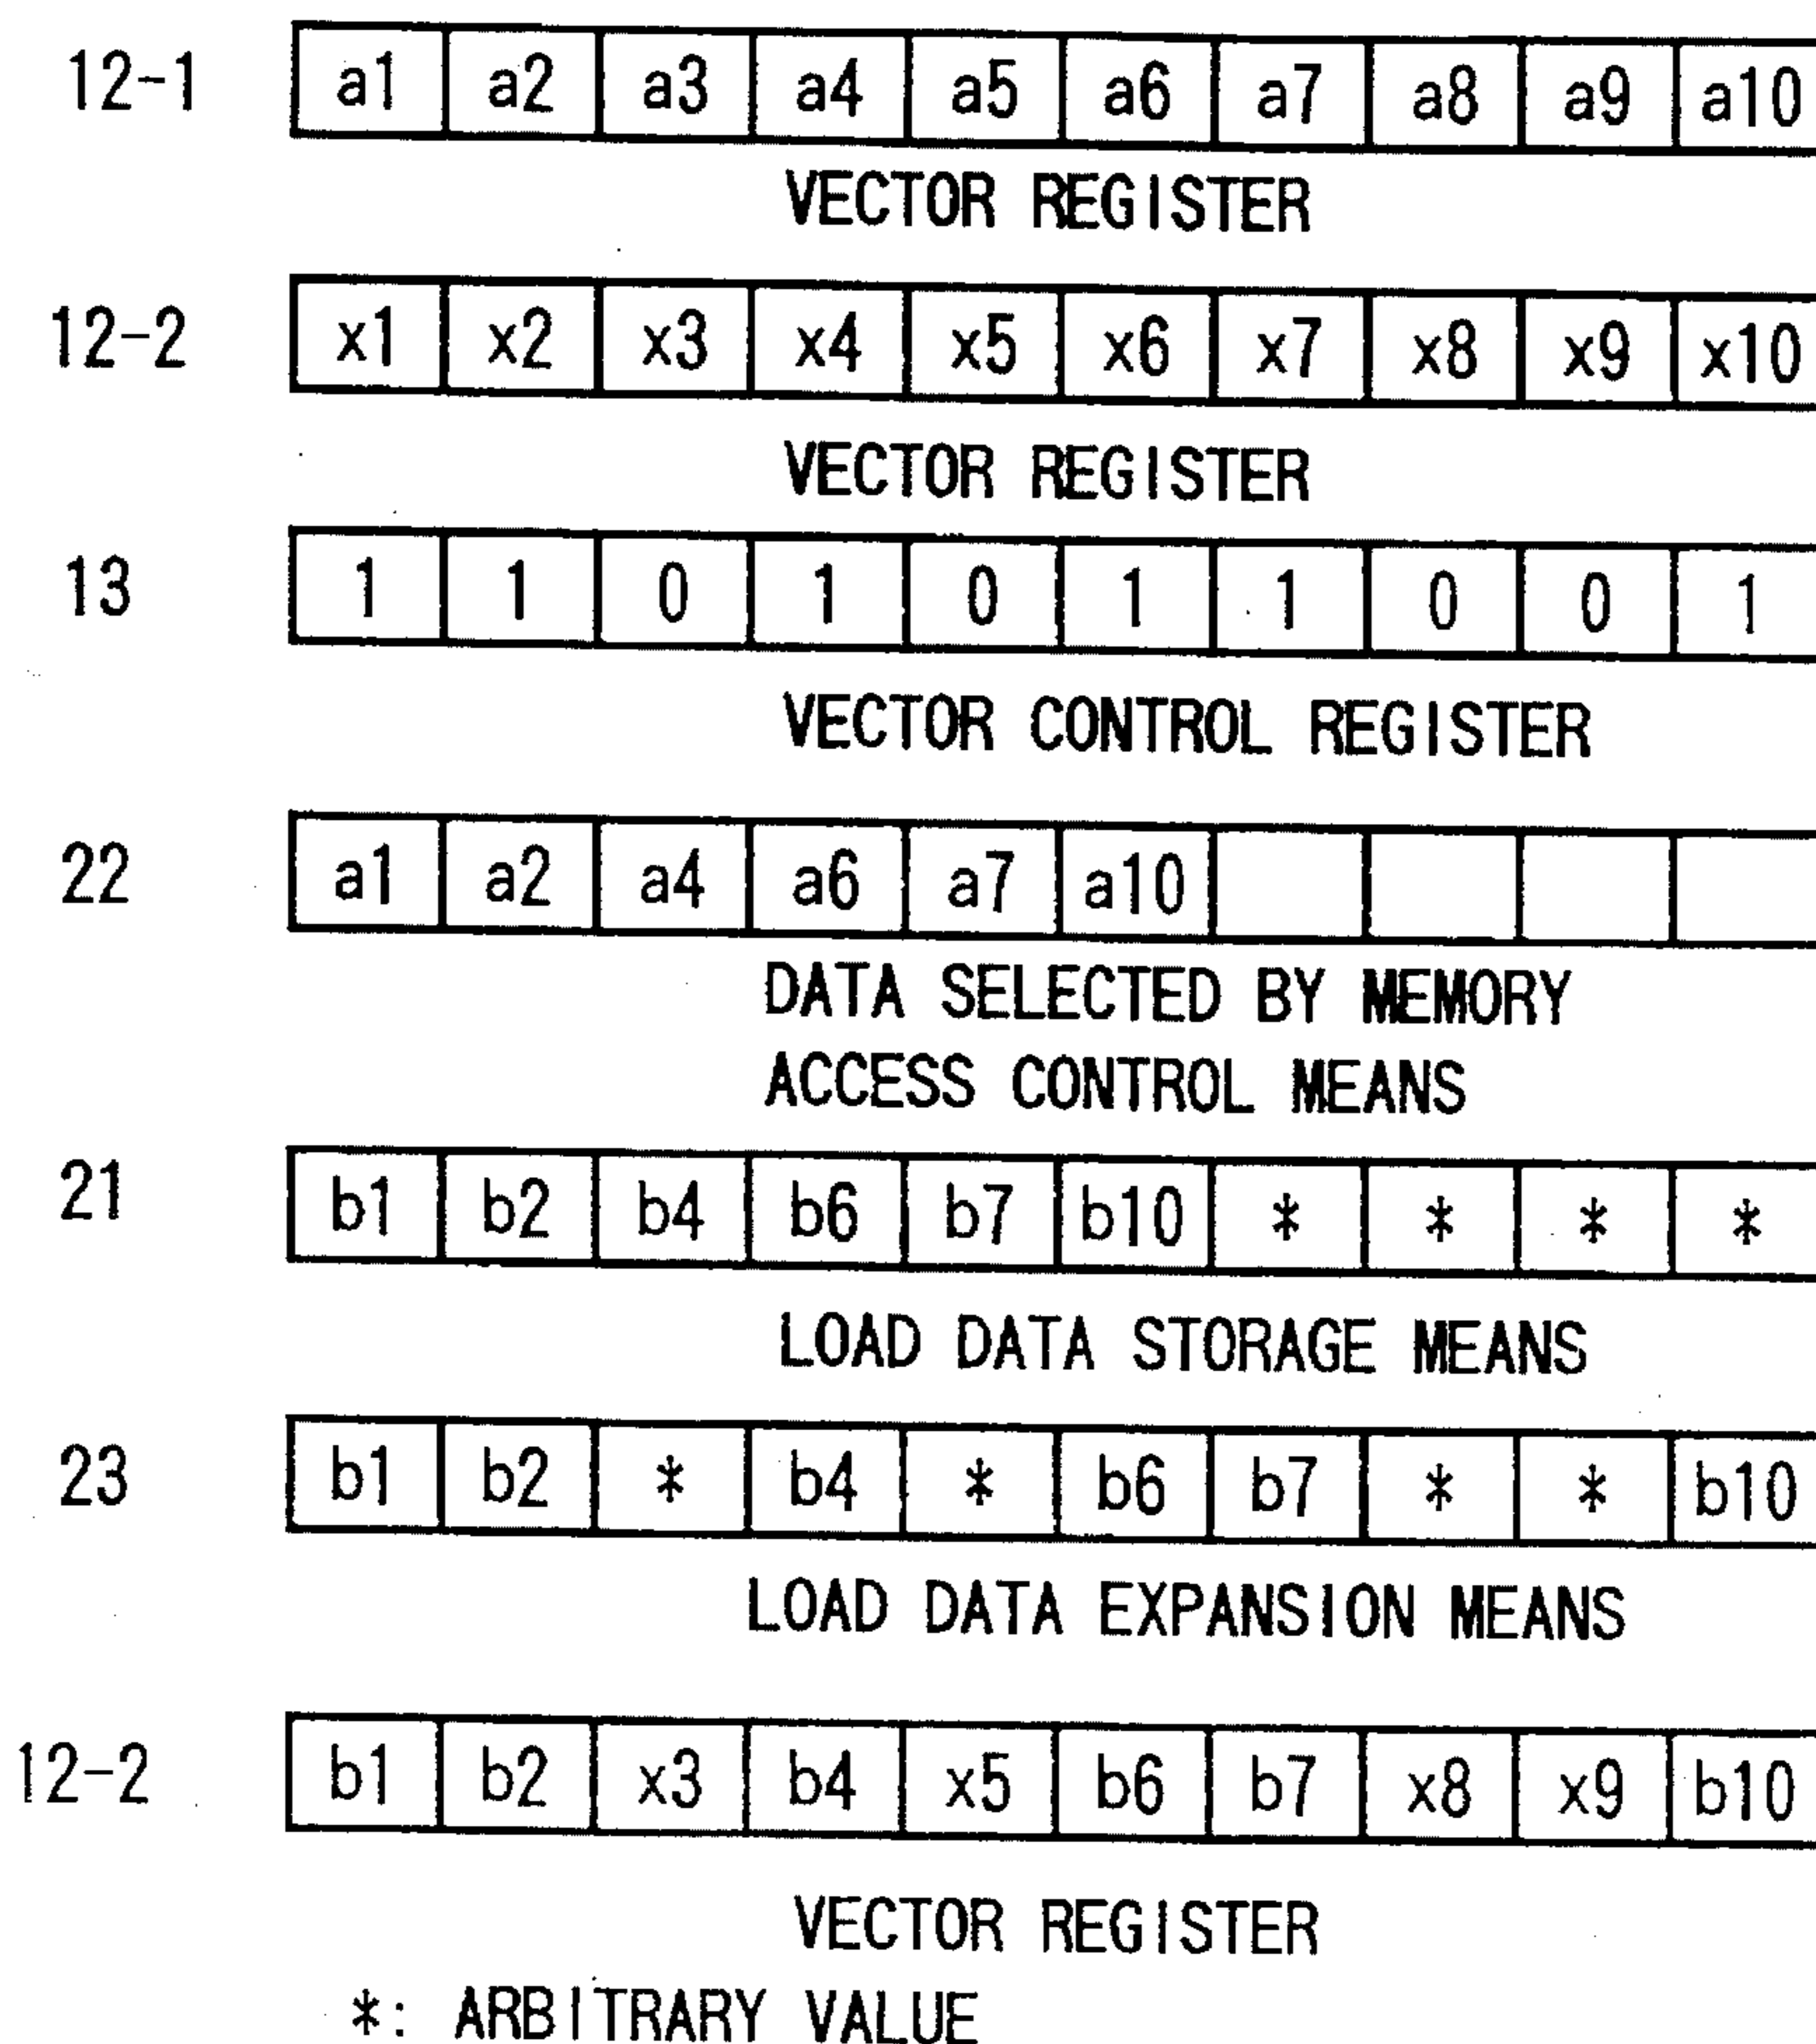 12-1 a1 a2 a3 a4 a5 a6 a7 a8 a9 a10
VECTOR REGISTER
12-2 x1 x2 x3 x4 x5 x6 x7 x8 x9 x10
VECTOR REGISTER
13 1 1 0 1 0 1 1 0 0 1
VECTOR CONTROL REGISTER
22 a1 a2 a4 a6 a7 a10
DATA SELECTED BY MEMORY
ACCESS CONTROL MEANS
21 b1 b2 b4 b6 b7 b10 * * * *
LOAD DATA STORAGE MEANS
23 b1 b2 * b4 * b6 b7 * * b10
LOAD DATA EXPANSION MEANS
12-2 b1 b2 x3 b4 x5 b6 b7 x8 x9 b10
VECTOR REGISTER
*: ARBITRARY VALUE